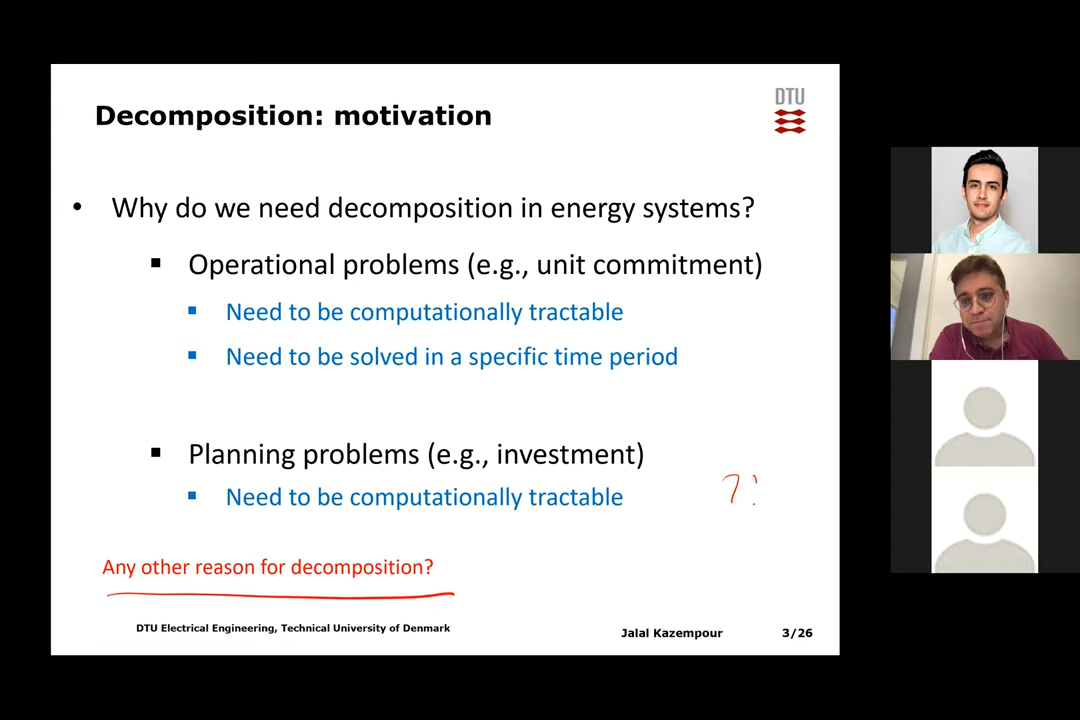 Decomposition: motivation
DTU
• Why do we need decomposition in energy systems?
▪ Operational problems (e.g., unit commitment)
▪ Need to be computationally tractable
▪ Need to be solved in a specific time period
▪ Planning problems (e.g., investment)
▪ Need to be computationally tractable
Any other reason for decomposition?
DTU Electrical Engineering, Technical University of Denmark
Jalal Kazempour
3/26